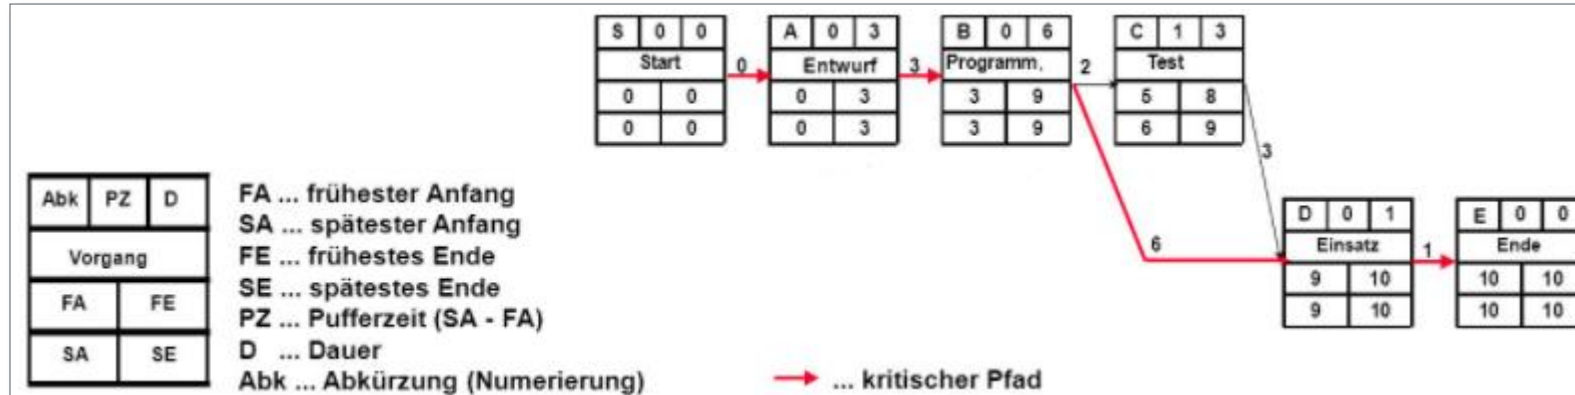 S 0 0
Start
0 0
0 0
0
A 0 3
Entwurf
0 3
0 3
3
B 0 6
Programm.
3 9
3 9
2
C 1 3
Test
5 8
6 9
3
6
D 0 1
Einsatz
9 10
9 10
1
E 0 0
Ende
10 10
10 10
Abk PZ D
Vorgang
FA FE
SA SE
FA ... frühester Anfang
SA ... spätester Anfang
FE ... frühestes Ende
SE ... spätestes Ende
PZ ... Pufferzeit (SA - FA)
D ... Dauer
Abk ... Abkürzung (Numerierung)
... kritischer Pfad